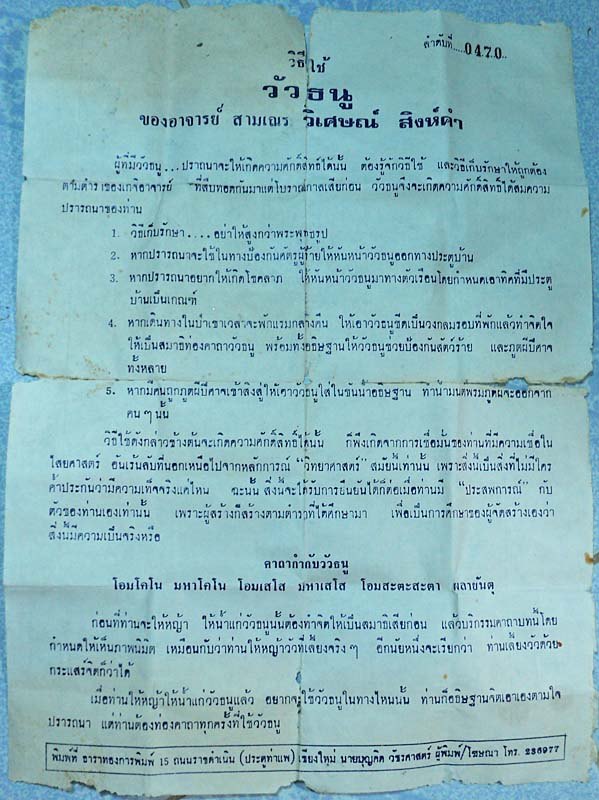 ลำดับที่.....0470..
วิธีใช้
วัวธนู
ของอาจารย์ สามเณร วิเศษณ์ สิงห์คำ
ผู้ที่มีวัวธนู...ปราถนาจะให้เกิดความศักดิ์สิทธิ์ได้นั้น ต้องรู้จักวิธีใช้ และวิธีเก็บรักษาให้ถูกต้อง
ตามตำราของเกจิอาจารย์ ที่สืบทอดกันมาแต่โบราณกาลเสียก่อน วัวธนูจึงจะเกิดความศักดิ์สิทธิ์ได้สมความ
ปรารถนาของท่าน
1. วิธีเก็บรักษา....อย่าให้สูงกว่าพระพุทธรูป
2. หากปรารถนาจะใช้ในทางป้องกันศัตรูผู้ร้ายให้หันหน้าวัวธนูออกทางประตูบ้าน
3. หากปรารถนาอยากให้เกิดโชคลาภ ให้หันหน้าวัวธนูมาทางตัวเรือนโดยกำหนดเอาทิศที่มีประตู
บ้านเป็นเกณฑ์
4. หากเดินทางในป่าเขาเวลาจะพักแรมกลางคืน ให้เอาวัวธนูขีดเป็นวงกลมรอบที่พักแล้วทำจิตใจ
ให้เป็นสมาธิท่องคาถาวัวธนู พร้อมทั้งอธิษฐานให้วัวธนูช่วยป้องกันสัตว์ร้าย และภูตผีปีศาจ
ทั้งหลาย
5. หากมีคนถูกภูตผีปีศาจเข้าสิงสู่ให้เอาวัวธนูใส่ในขันน้ำอธิษฐาน ทำน้ำมนต์พรมภูตผีจะออกจาก
คน ๆ นั้น
วิธีใช้ดังกล่าวข้างต้นจะเกิดความศักดิ์สิทธิ์ได้นั้น ก็พึงเกิดจากการเชื่อมั่นของท่านที่มีความเชื่อใน
ไสยศาสตร์ อันเร้นลับที่นอกเหนือไปจากหลักการณ์ "วิทยาศาสตร์" สมัยนี้เท่านั้น เพราะสิ่งนี้เป็นสิ่งที่ไม่มีใคร
ค้ำประกันว่ามีความเท็จจริงแค่ไหน ฉะนั้น สิ่งนี้จะได้รับการยืนยันได้ก็ต่อเมื่อท่านมี "ประสพการณ์" กับ
ตัวของท่านเองเท่านั้น เพราะผู้สร้างก็สร้างตามตำราที่ได้ศึกษามา เพื่อเป็นการศึกษาของผู้จัดสร้างเองว่า
สิ่งนี้มีความเป็นจริงหรือ
คาถากำกับวัวธนู
โอมโคโน มหาโคโน โอมเสโส มหาเสโส โอมสะตะสะตา ผลายันตุ
ก่อนที่ท่านจะให้หญ้า ให้น้ำแก่วัวธนูนั้นต้องทำจิตให้เป็นสมาธิเสียก่อน แล้วบริกรรมคาถาบทนี้โดย
กำหนดให้เห็นภาพนิมิต เหมือนกับว่าท่านให้หญ้าวัวที่เลี้ยงจริง ๆ อีกนัยหนึ่งจะเรียกว่า ท่านเลี้ยงวัวด้วย
กระแสร์จิตก็ว่าได้
เมื่อท่านให้หญ้าให้น้ำแก่วัวธนูแล้ว อยากจะใช้วัวธนูในทางไหนนั้น ท่านก็อธิษฐานจิตเอาเองตามใจ
ปรารถนา แต่ท่านต้องท่องคาถาทุกครั้งที่ใช้วัวธนู
พิมพ์ที่ ธาราทองการพิมพ์ 15 ถนนราชดำเนิน (ประตูท่าแพ) เชียงใหม่ นายบุญคิด วัชรศาสตร์ ผู้พิมพ์/โฆษณา โทร. 236977